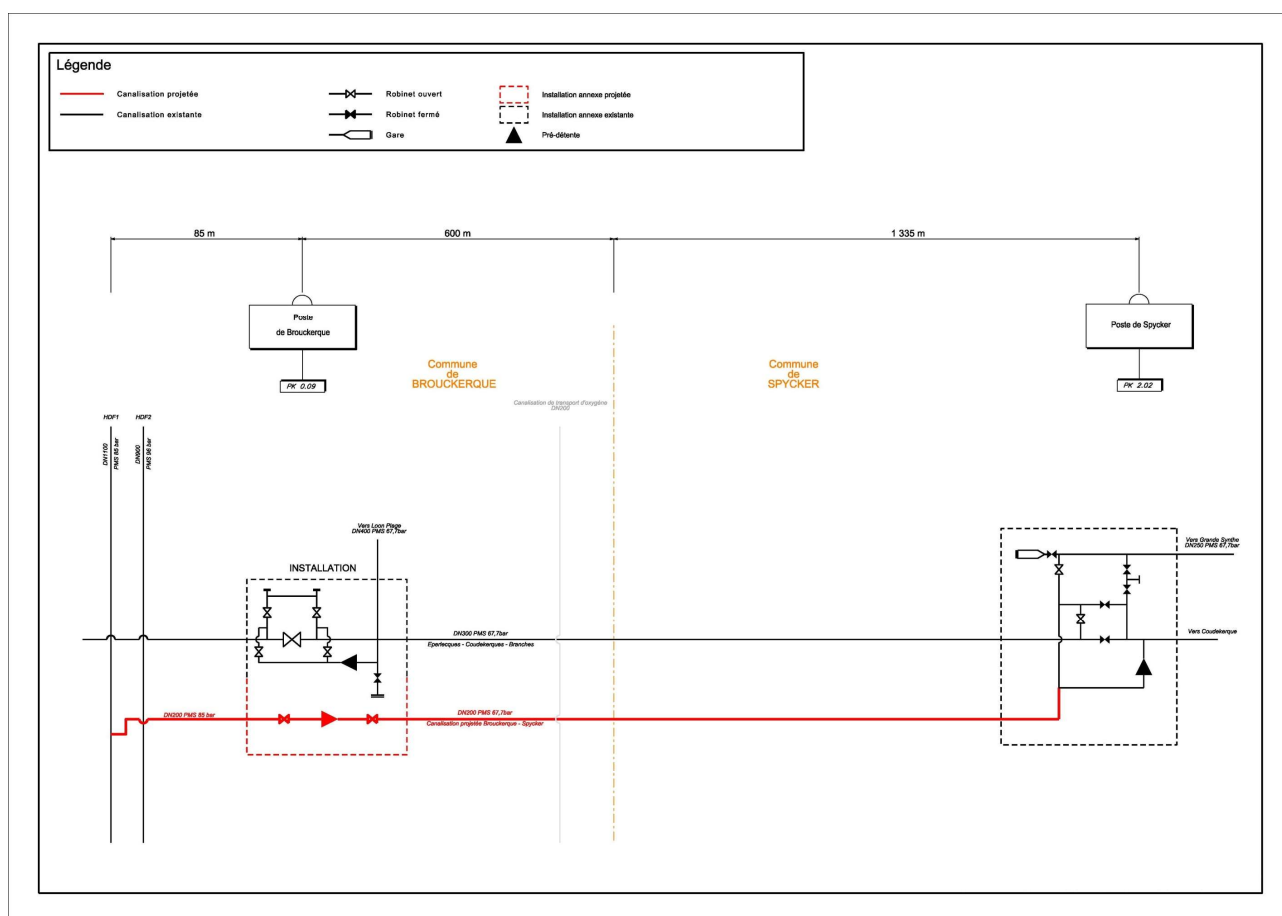 Légende
Canalisation projetée
Canalisation existante
Robinet ouvert
Robinet fermé
Gare
Installation annexe projetée
Installation annexe existante
Pré-détente
85 m
600 m
1 335 m
Poste
de Brouckerque
PK 0.09
Poste de Spycker
PK 2.02
Commune
de
BROUCKERQUE
Commune
de
SPYCKER
Canalisation de transport d'oxygène
DN200
HDF1
HDF2
DN1100
PMS 85 bar
DN900
PMS 96 bar
Vers Loon Plage
DN400 PMS 67,7bar
INSTALLATION
DN300 PMS 67,7bar
Eperlecques - Coudekerques - Branches
DN200 PMS 85 bar
DN200 PMS 67,7bar
Canalisation projetée Brouckerque - Spycker
Vers Grande Synthe
DN250 PMS 67,7bar
Vers Coudekerque